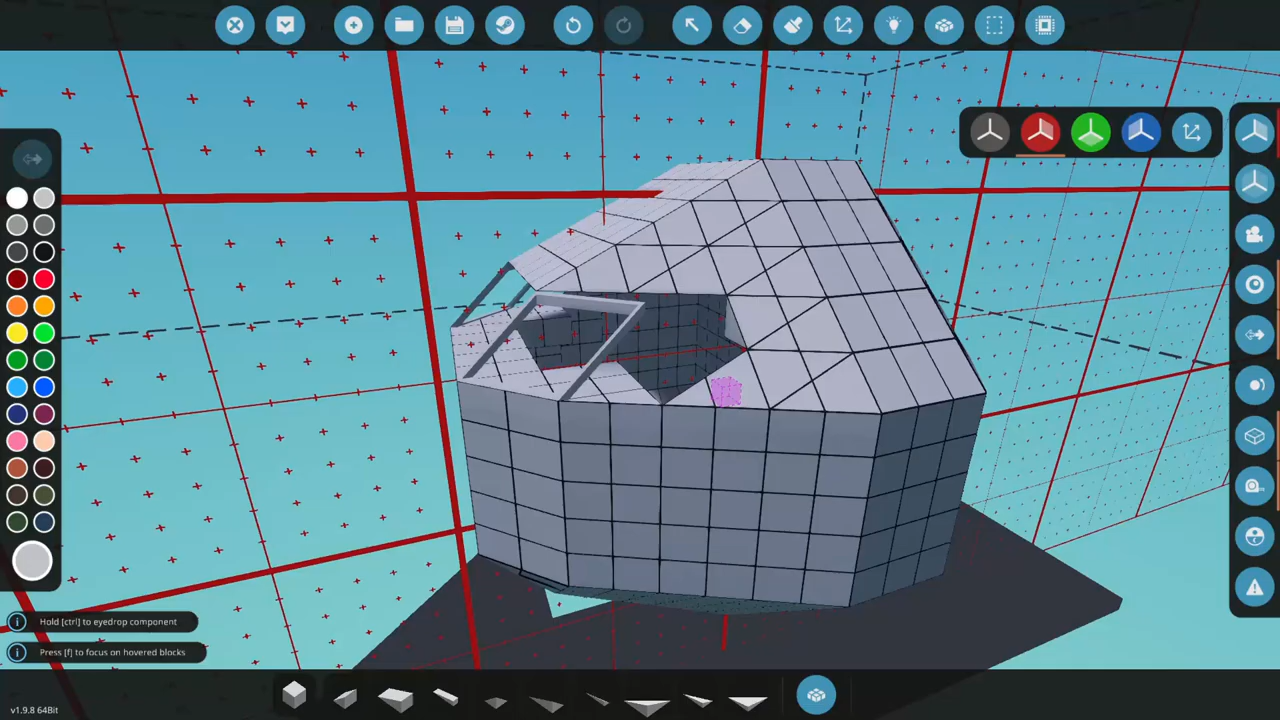 Hold [ctrl] to eyedrop component
Press [f] to focus on hovered blocks
v1.9.8 64Bit